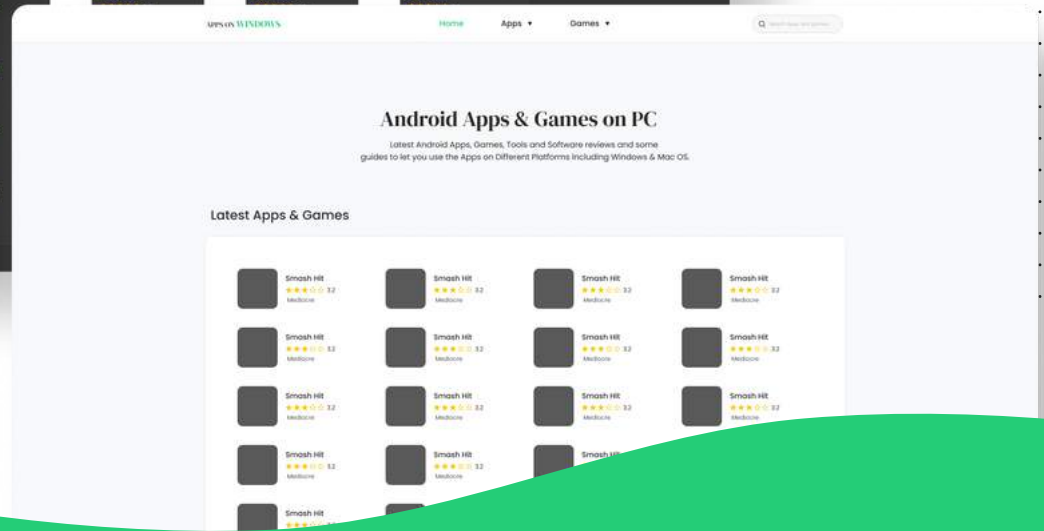 APPS ON WINDOWS
Home Apps ▼ Games ▼
Android Apps & Games on PC
Latest Android Apps, Games, Tools and Software reviews and some
guides to let you use the Apps on Different Platforms including Windows & Mac OS.
Latest Apps & Games
Smash Hit Smash Hit Smash Hit Smash Hit
★★★☆☆ 3.2 ★★★☆☆ 3.2 ★★★☆☆ 3.2 ★★★☆☆ 3.2
Mediocre Mediocre Mediocre Mediocre
Smash Hit Smash Hit Smash Hit Smash Hit
★★★☆☆ 3.2 ★★★☆☆ 3.2 ★★★☆☆ 3.2 ★★★☆☆ 3.2
Mediocre Mediocre Mediocre Mediocre
Smash Hit Smash Hit Smash Hit Smash Hit
★★★☆☆ 3.2 ★★★☆☆ 3.2 ★★★☆☆ 3.2 ★★★☆☆ 3.2
Mediocre Mediocre Mediocre Mediocre
Smash Hit Smash Hit Smash Hit
★★★☆☆ 3.2 ★★★☆☆ 3.2
Mediocre Mediocre
Smash Hit